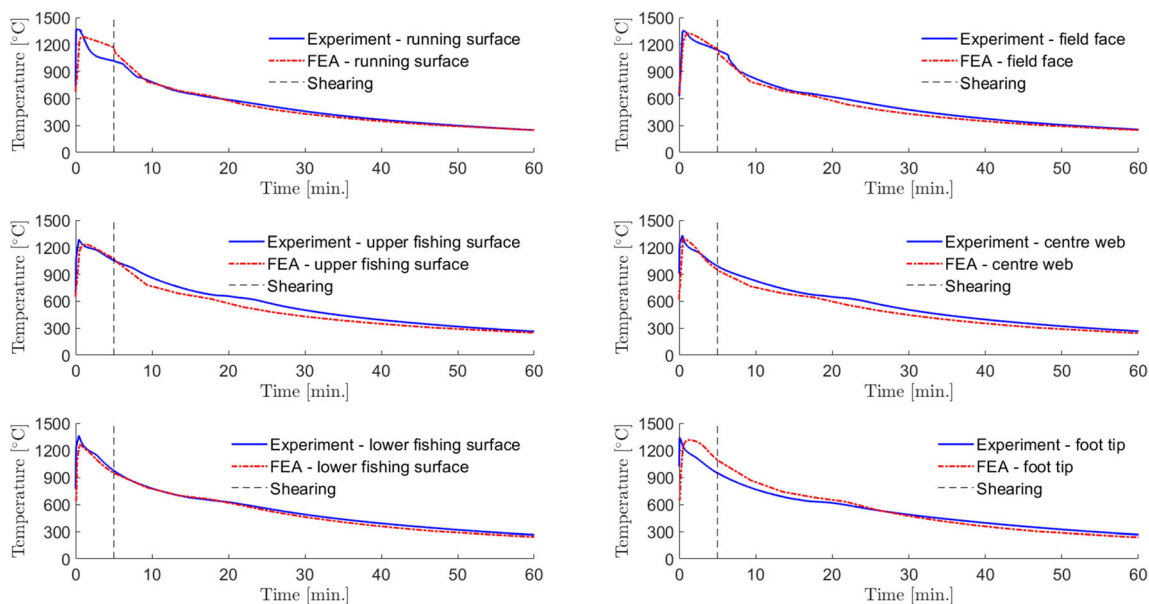 Temperature [°C]
1500
1200
900
600
300
0
Experiment - running surface
FEA - running surface
Shearing
0 10 20 30 40 50 60
Time [min.]
Temperature [°C]
1500
1200
900
600
300
0
Experiment - field face
FEA - field face
Shearing
0 10 20 30 40 50 60
Time [min.]
Temperature [°C]
1500
1200
900
600
300
0
Experiment - upper fishing surface
FEA - upper fishing surface
Shearing
0 10 20 30 40 50 60
Time [min.]
Temperature [°C]
1500
1200
900
600
300
0
Experiment - centre web
FEA - centre web
Shearing
0 10 20 30 40 50 60
Time [min.]
Temperature [°C]
1500
1200
900
600
300
0
Experiment - lower fishing surface
FEA - lower fishing surface
Shearing
0 10 20 30 40 50 60
Time [min.]
Temperature [°C]
1500
1200
900
600
300
0
Experiment - foot tip
FEA - foot tip
Shearing
0 10 20 30 40 50 60
Time [min.]